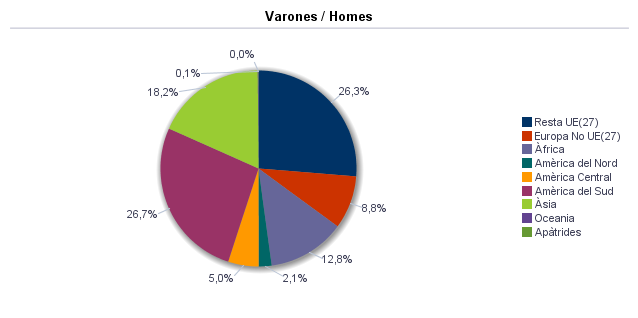 Varones / Homes
0,0%
0,1%
18,2%
26,3%
26,7%
8,8%
12,8%
5,0%
2,1%
Resta UE(27)
Europa No UE(27)
Àfrica
Amèrica del Nord
Amèrica Central
Amèrica del Sud
Àsia
Oceania
Apàtrides